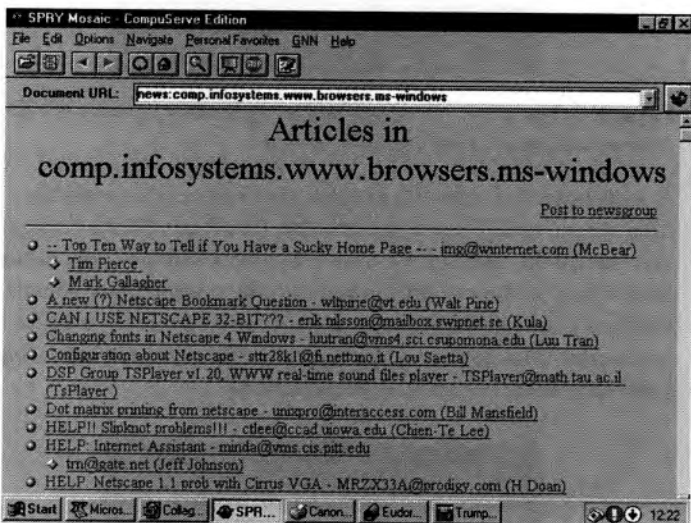 SPRY Mosaic - CompuServe Edition
File Edit Options Navigate Personal Favorites GNN Help
Document URL: news:comp.infosystems.www.browsers.ms-windows
Articles in
comp.infosystems.www.browsers.ms-windows
Post to newsgroup
-- Top Ten Way to Tell if You Have a Sucky Home Page -- - img@winternet.com (McBear)
Tim Pierce
Mark Gallagher
A new (?) Netscape Bookmark Question - wltpirie@vt.edu (Walt Pirie)
CAN I USE NETSCAPE 32-BIT??? - erik.nilsson@mailbox.swipnet.se (Kula)
Changing fonts in Netscape 4 Windows - luutran@vms4.sci.csupomona.edu (Luu Tran)
Configuration about Netscape - sttr28k1@fi.nettuno.it (Lou Saetta)
DSP Group TSPlayer v1.20, WWW real-time sound files player - TSPlayer@math.tau.ac.il
(TsPlayer )
Dot matrix printing from netscape - unixpro@interaccess.com (Bill Mansfield)
HELP!! Slipknot problems!!! - ctlee@ccad.uiowa.edu (Chien-Te Lee)
HELP: Internet Assistant - minda@vms.cis.pitt.edu
trn@gate.net (Jeff Johnson)
HELP: Netscape 1.1 prob with Cirrus VGA - MRZX33A@prodigy.com (H Doan)
Start Micros... Collag... SPR... Canon... Eudor... Trump... 12:22